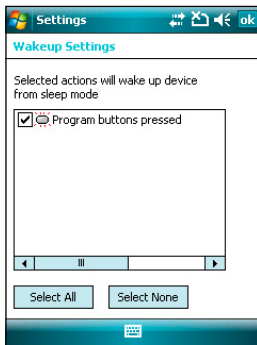 Settings
ok
Wakeup Settings
Selected actions will wake up device
from sleep mode
Program buttons pressed
Select All
Select None